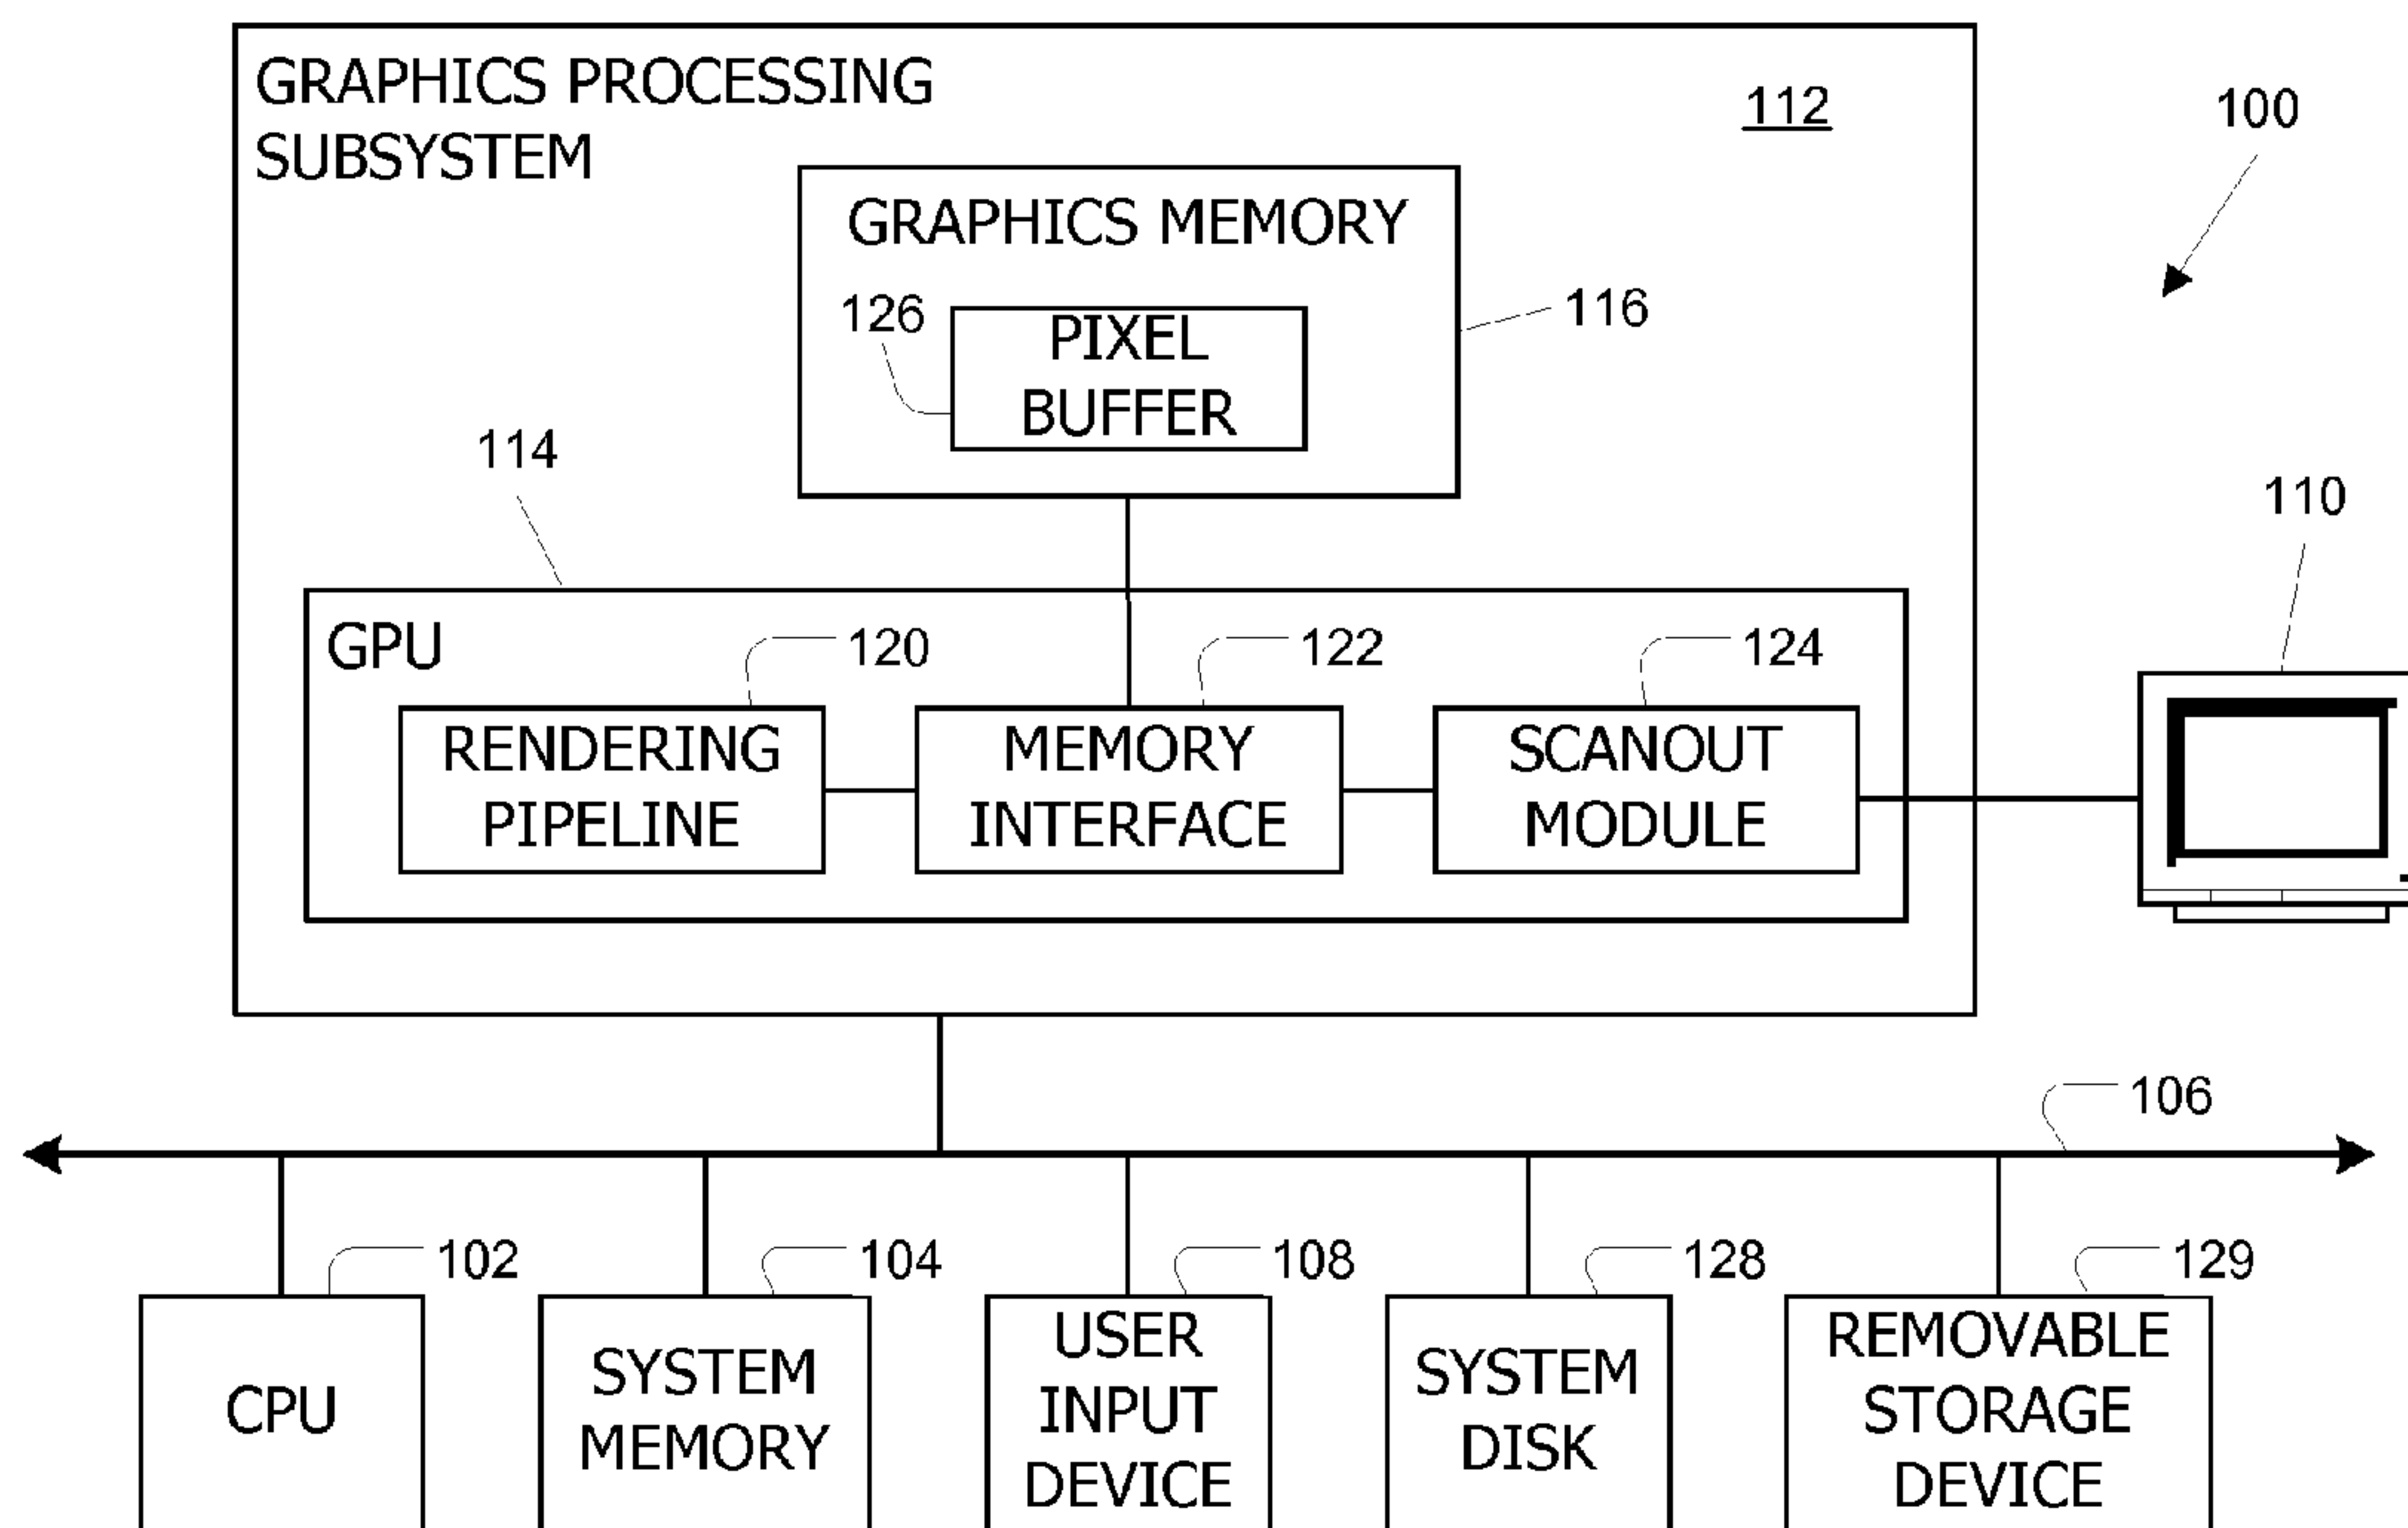 GRAPHICS PROCESSING
SUBSYSTEM
112
100
GRAPHICS MEMORY
126
PIXEL
BUFFER
116
114
110
GPU
120
122
124
RENDERING
PIPELINE
MEMORY
INTERFACE
SCANOUT
MODULE
106
102
104
108
128
129
CPU
SYSTEM
MEMORY
USER
INPUT
DEVICE
SYSTEM
DISK
REMOVABLE
STORAGE
DEVICE